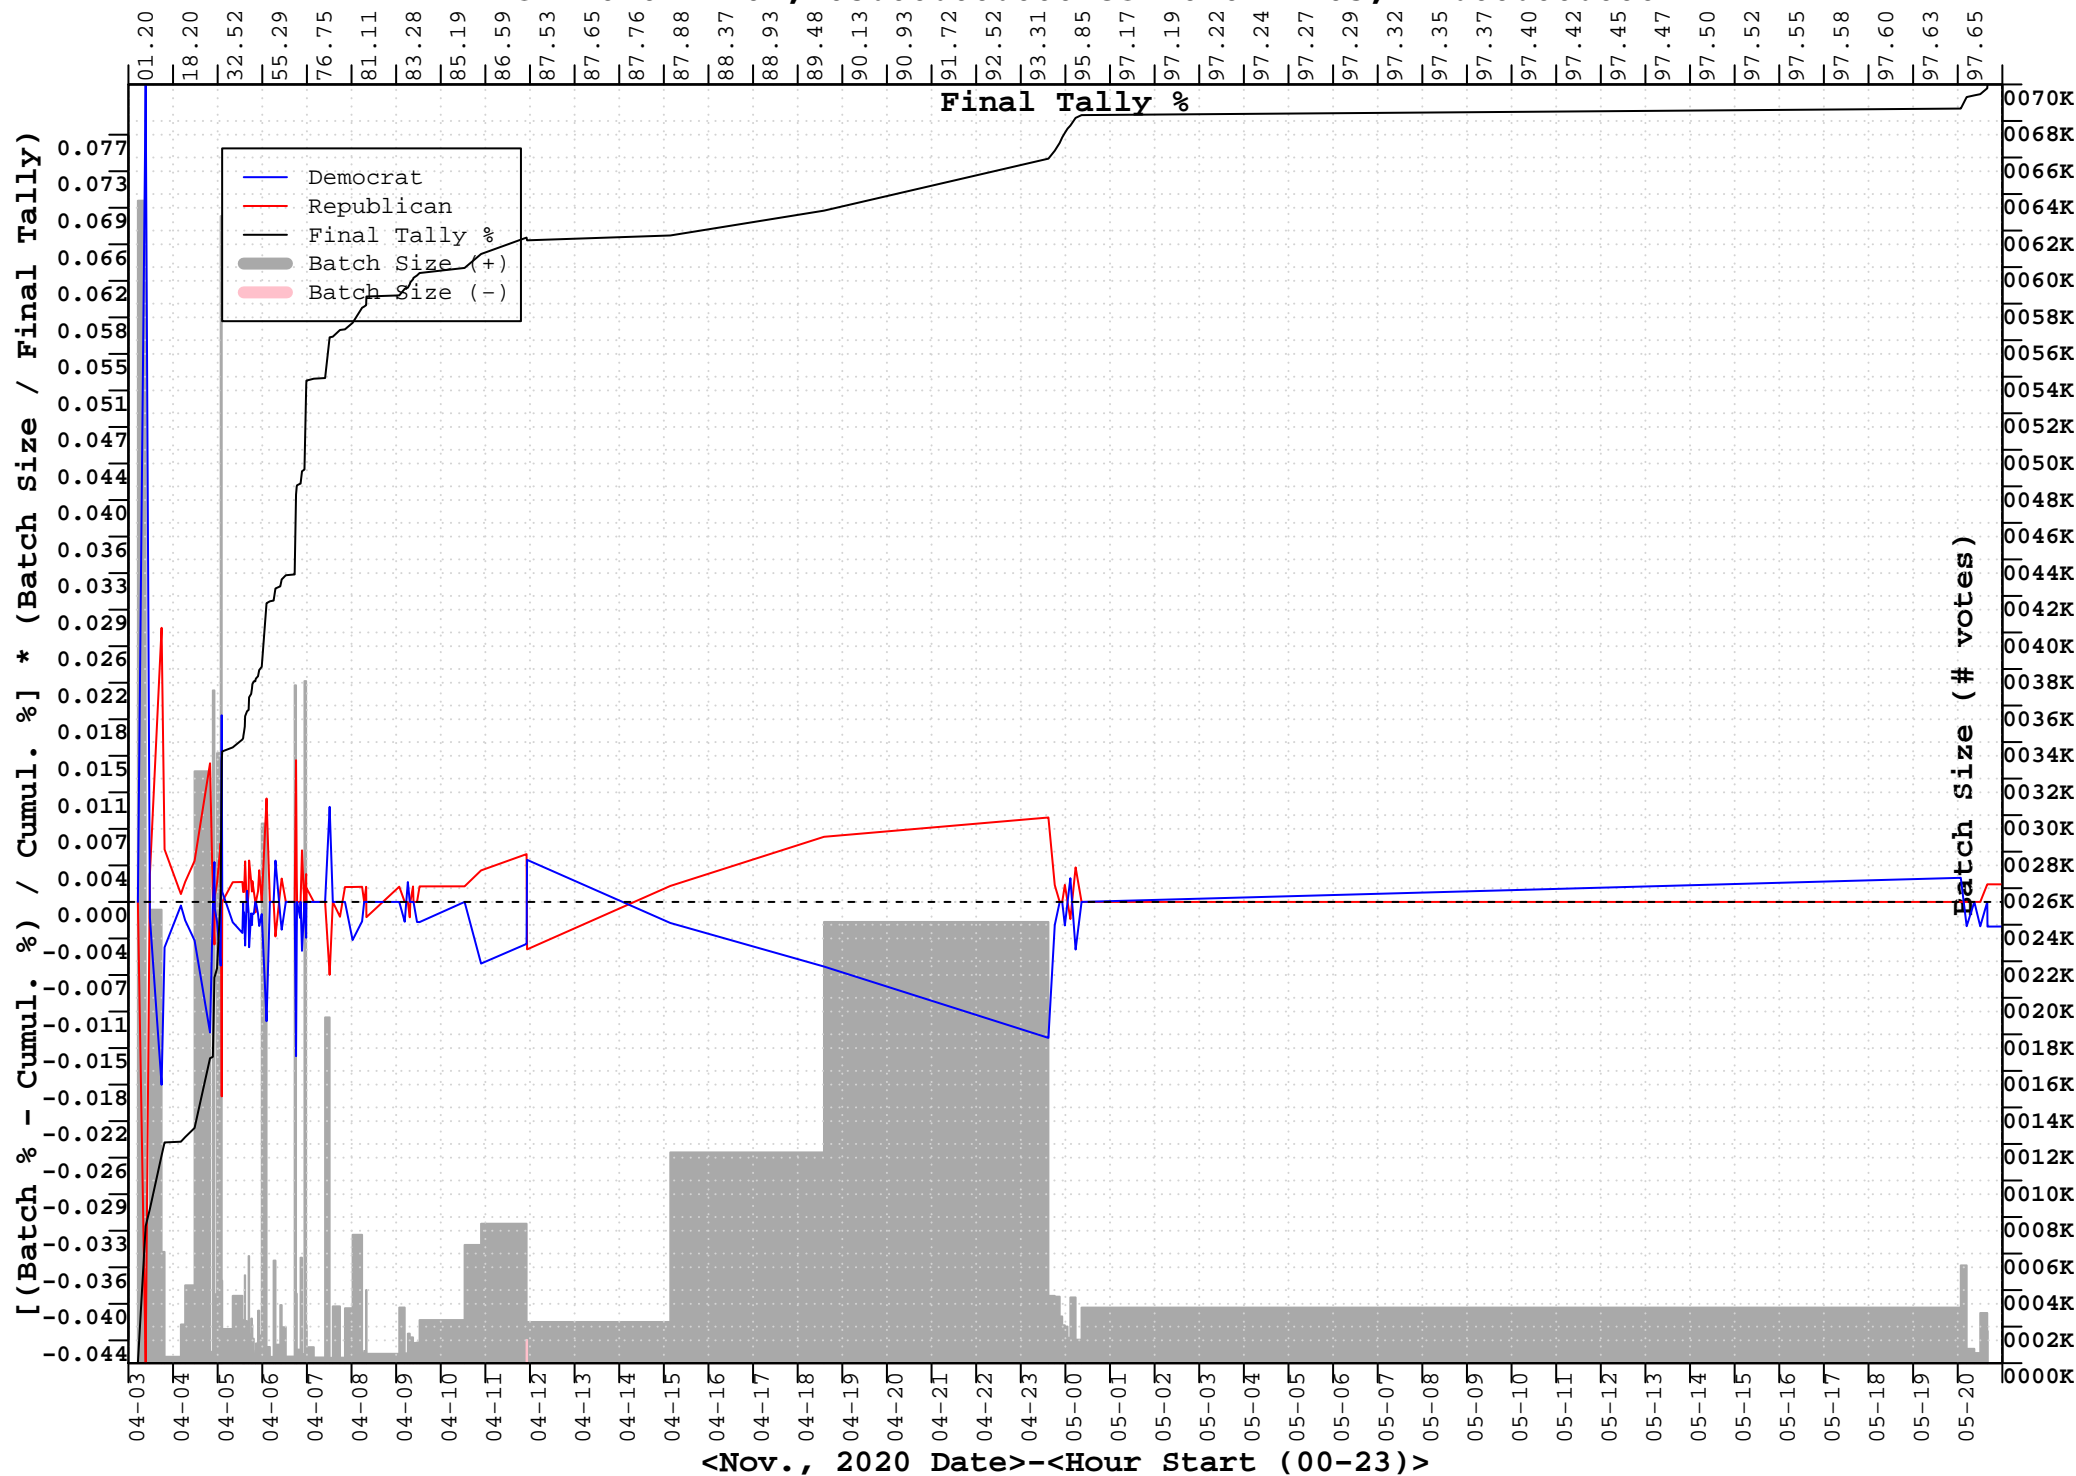 01.20 18.20 32.52 55.29 76.75 81.11 83.28 85.19 86.59 87.53 87.65 87.76 87.88 88.37 88.93 89.48 90.13 90.93 91.72 92.52 93.31 95.85 97.17 97.19 97.22 97.24 97.27 97.29 97.32 97.35 97.37 97.40 97.42 97.45 97.47 97.50 97.52 97.55 97.58 97.60 97.63 97.65
Final Tally %
Democrat
Republican
Final Tally %
Batch Size (+)
Batch Size (-)
[(Batch % - Cumul. %) / Cumul. %] * (Batch Size / Final Tally)
0.077
0.073
0.069
0.066
0.062
0.058
0.055
0.051
0.047
0.044
0.040
0.036
0.033
0.029
0.026
0.022
0.018
0.015
0.011
0.007
0.004
0.000
-0.004
-0.007
-0.011
-0.015
-0.018
-0.022
-0.026
-0.029
-0.033
-0.036
-0.040
-0.044
0070K
0068K
0066K
0064K
0062K
0060K
0058K
0056K
0054K
0052K
0050K
0048K
0046K
0044K
0042K
0040K
0038K
0036K
0034K
0032K
0030K
0028K
0026K
0024K
0022K
0020K
0018K
0016K
0014K
0012K
0010K
0008K
0006K
0004K
0002K
0000K
Batch Size (# votes)
04-03 04-04 04-05 04-06 04-07 04-08 04-09 04-10 04-11 04-12 04-14 04-15 04-17 04-18 04-19 04-20 04-21 04-22 04-23 05-00 05-01 05-02 05-03 05-04 05-05 05-06 05-07 05-08 05-09 05-10 05-11 05-12 05-13 05-14 05-15 05-16 05-17 05-18 05-19 05-20
<Nov., 2020 Date>-<Hour Start (00-23)>